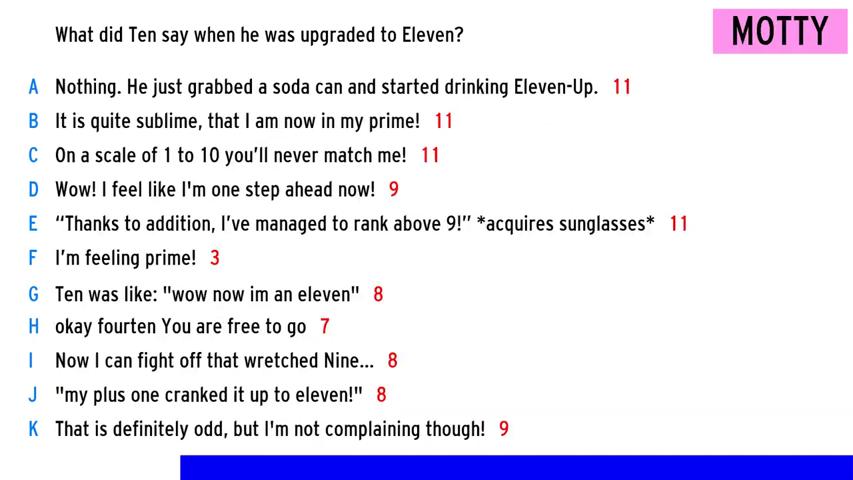 What did Ten say when he was upgraded to Eleven?
MOTTY
A Nothing. He just grabbed a soda can and started drinking Eleven-Up. 11
B It is quite sublime, that I am now in my prime! 11
C On a scale of 1 to 10 you’ll never match me! 11
D Wow! I feel like I'm one step ahead now! 9
E “Thanks to addition, I’ve managed to rank above 9!” *acquires sunglasses* 11
F I’m feeling prime! 3
G Ten was like: "wow now im an eleven" 8
H okay fourten You are free to go 7
I Now I can fight off that wretched Nine... 8
J "my plus one cranked it up to eleven!" 8
K That is definitely odd, but I'm not complaining though! 9